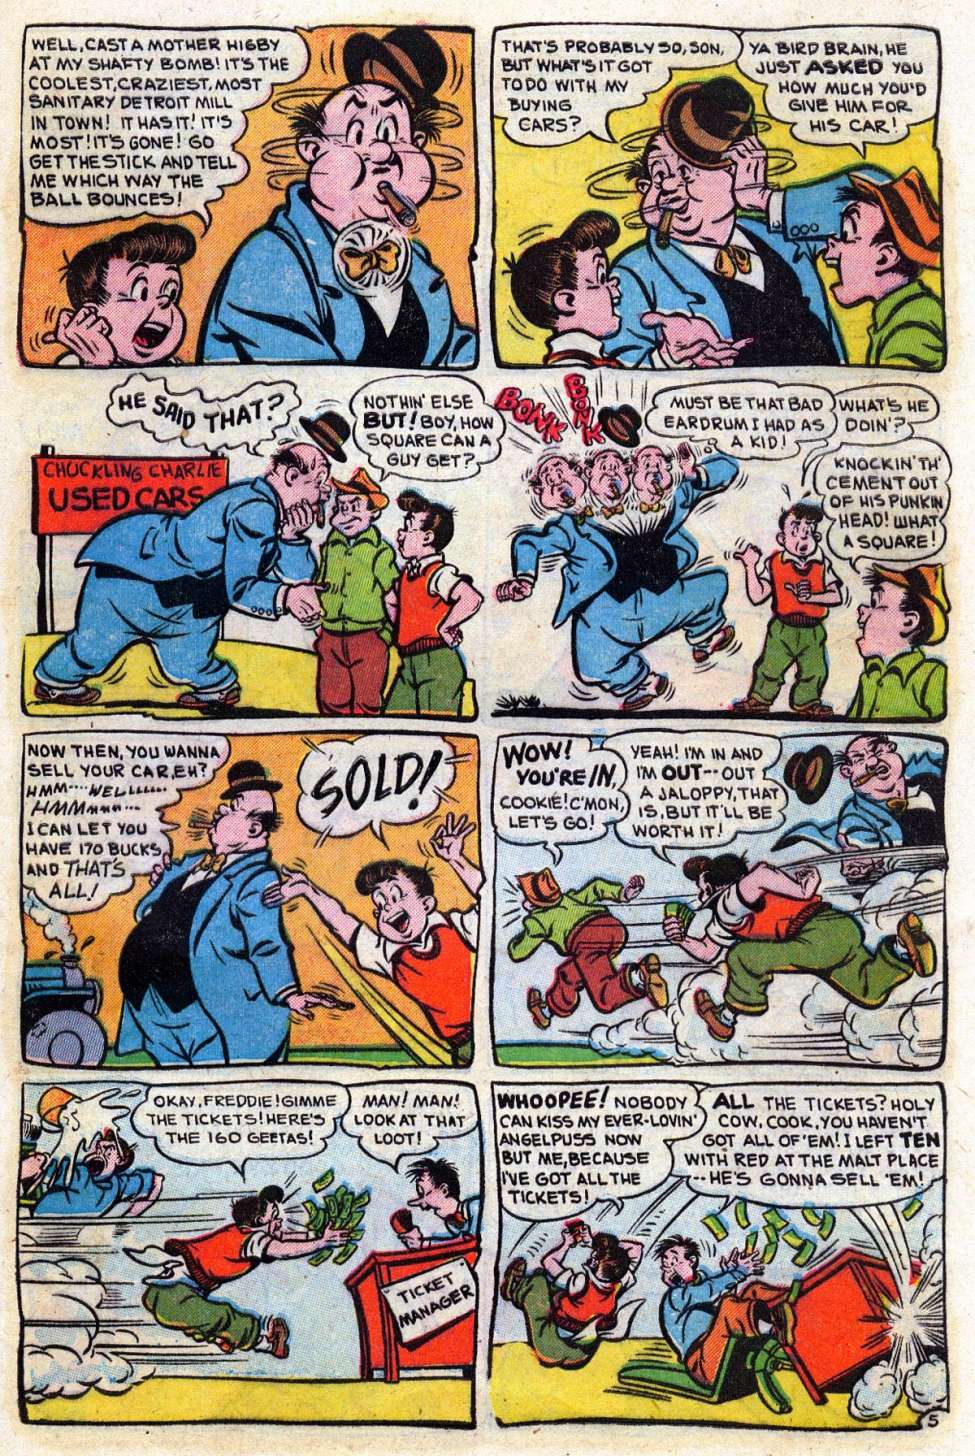 WELL, CAST A MOTHER HIGBY
AT MY SHAFTY BOMB! IT'S THE
COOLEST, CRAZIEST, MOST
SANITARY DETROIT MILL
IN TOWN! IT HAS IT! IT'S
MOST! IT'S GONE! GO
GET THE STICK AND TELL
ME WHICH WAY THE
BALL BOUNCES!
THAT'S PROBABLY SO, SON,
BUT WHAT'S IT GOT
TO DO WITH MY
BUYING
CARS?
YA BIRD BRAIN, HE
JUST ASKED YOU
HOW MUCH YOU'D
GIVE HIM FOR
HIS CAR!
HE SAID THAT?
NOTHIN' ELSE
BUT! BOY, HOW
SQUARE CAN A
GUY GET?
CHUCKLING CHARLIE
USED CARS
BONK
BONK
MUST BE THAT BAD
EARDRUM I HAD AS
A KID!
WHAT'S HE
DOIN'?
KNOCKIN' TH'
CEMENT OUT
OF HIS PUNKIN
HEAD! WHAT
A SQUARE!
NOW THEN, YOU WANNA
SELL YOUR CAR, EH?
HMM----WELLLLLLL
HMMMMMM----
I CAN LET YOU
HAVE 170 BUCKS
AND THAT'S
ALL!
SOLD!
WOW!
YOU'RE IN,
COOKIE! C'MON,
LET'S GO!
YEAH! I'M IN AND
I'M OUT--OUT
A JALOPPY, THAT
IS, BUT IT'LL BE
WORTH IT!
OKAY, FREDDIE! GIMME
THE TICKETS! HERE'S
THE 160 GEETAS!
MAN! MAN!
LOOK AT THAT
LOOT!
TICKET
MANAGER
WHOOPEE! NOBODY
CAN KISS MY EVER-LOVIN'
ANGELPUSS NOW
BUT ME, BECAUSE
I'VE GOT ALL THE
TICKETS!
ALL THE TICKETS? HOLY
COW, COOK, YOU HAVEN'T
GOT ALL OF 'EM! I LEFT TEN
WITH RED AT THE MALT PLACE
--HE'S GONNA SELL 'EM!
5